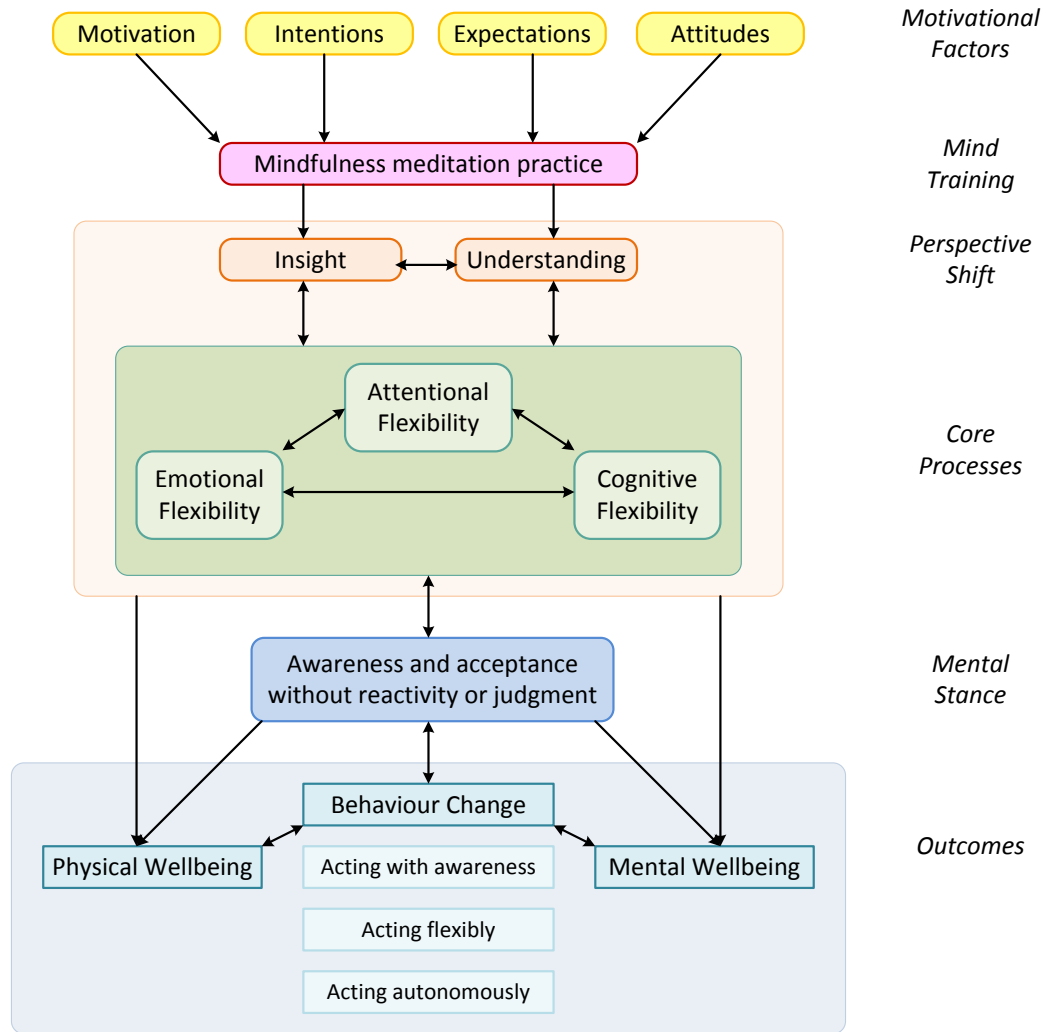 Motivation
Intentions
Expectations
Attitudes
Motivational
Factors
Mindfulness meditation practice
Mind
Training
Insight
Understanding
Perspective
Shift
Attentional
Flexibility
Emotional
Flexibility
Cognitive
Flexibility
Core
Processes
Awareness and acceptance
without reactivity or judgment
Mental
Stance
Behaviour Change
Physical Wellbeing
Acting with awareness
Mental Wellbeing
Outcomes
Acting flexibly
Acting autonomously